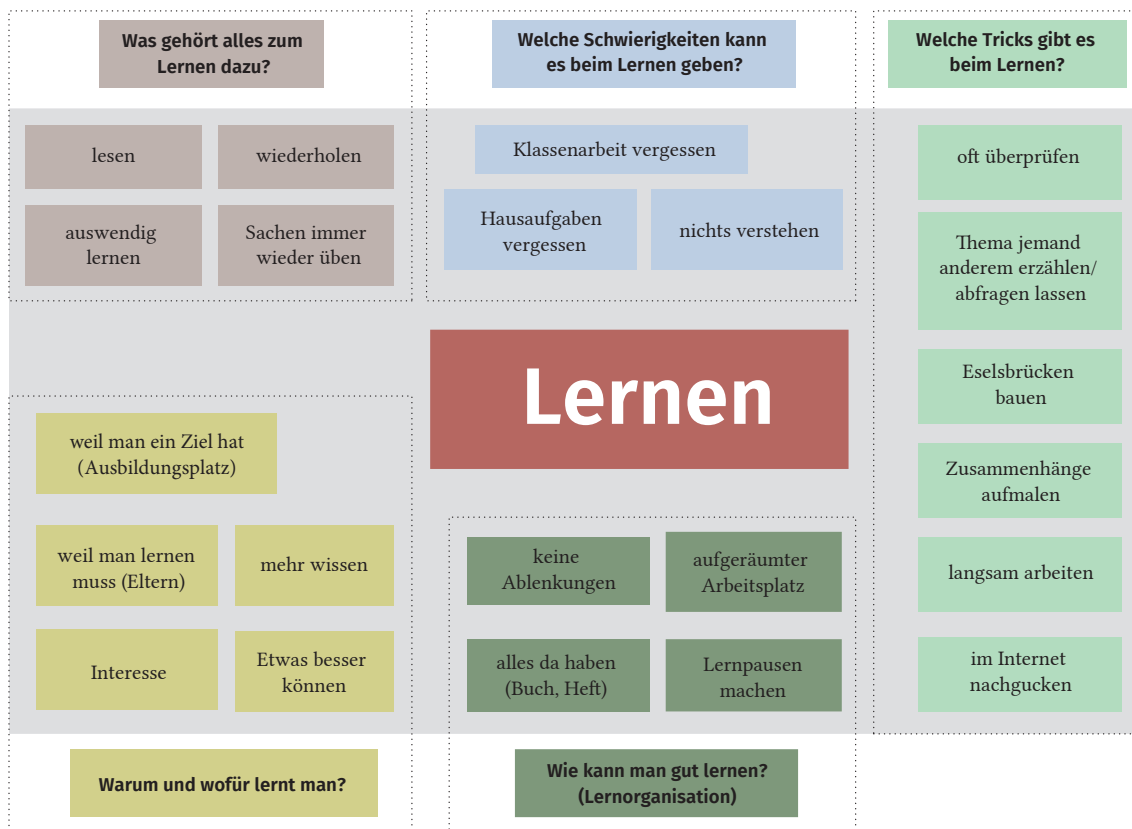 Was gehört alles zum
Lernen dazu?
lesen
wiederholen
auswendig
lernen
Sachen immer
wieder üben
Welche Schwierigkeiten kann
es beim Lernen geben?
Klassenarbeit vergessen
Hausaufgaben
vergessen
nichts verstehen
Welche Tricks gibt es
beim Lernen?
oft überprüfen
Thema jemand
anderem erzählen/
abfragen lassen
Eselsbrücken
bauen
Zusammenhänge
aufmalen
langsam arbeiten
im Internet
nachgucken
Lernen
weil man ein Ziel hat
(Ausbildungsplatz)
weil man lernen
muss (Eltern)
mehr wissen
Interesse
Etwas besser
können
Warum und wofür lernt man?
keine
Ablenkungen
aufgeräumter
Arbeitsplatz
alles da haben
(Buch, Heft)
Lernpausen
machen
Wie kann man gut lernen?
(Lernorganisation)